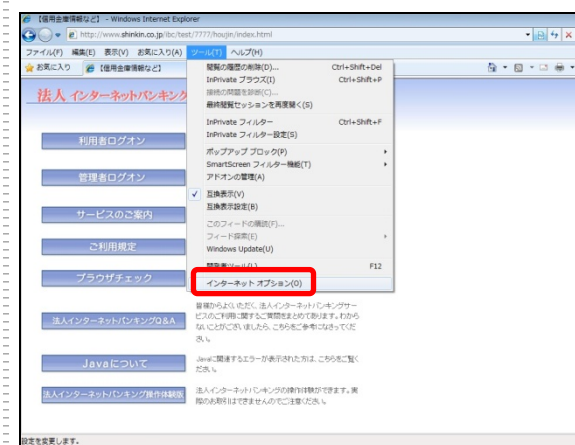 【信用金庫情報など】 - Windows Internet Explorer
http://www.shinkin.co.jp/ibc/test/7777/houjin/index.html
ファイル(F) 編集(E) 表示(V) お気に入り(A) ツール(T) ヘルプ(H)
お気に入り 【信用金庫情報など】
法人 インターネットバンキング
閲覧の履歴の削除(D)... Ctrl+Shift+Del
InPrivate ブラウズ(I) Ctrl+Shift+P
接続の問題を診断(C)...
最終閲覧セッションを再度開く(S)
InPrivate フィルター Ctrl+Shift+F
InPrivate フィルター設定(S)
ポップアップ ブロック(P)
SmartScreen フィルター機能(T)
アドオンの管理(A)
互換表示(V)
互換表示設定(B)
このフィードの購読(F)...
フィード探索(E)
Windows Update(U)
開発者ツール(L) F12
インターネット オプション(O)
利用者ログオン
管理者ログオン
サービスのご案内
ご利用規定
ブラウザチェック
法人インターネットバンキングQ&A
皆様からよくいただく、法人インターネットバンキングサー
ビスのご利用に関するご質問をまとめてあります。わから
ないことがございましたら、こちらをご参考になさってくだ
さい。
Javaについて
Javaに関連するエラーが表示された方は、こちらをご覧く
ださい。
法人インターネットバンキング操作体験版
法人インターネットバンキングの操作体験ができます。実
際のお取引はできませんのでご注意ください。
設定を変更します。